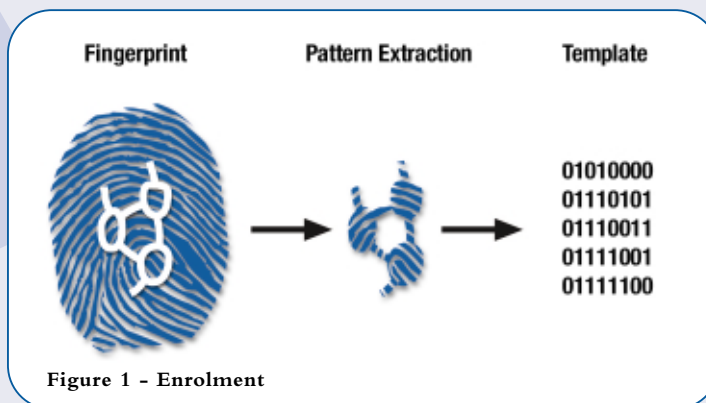 Fingerprint Pattern Extraction Template
01010000
01110101
01110011
01111001
01111100
Figure 1 - Enrolment